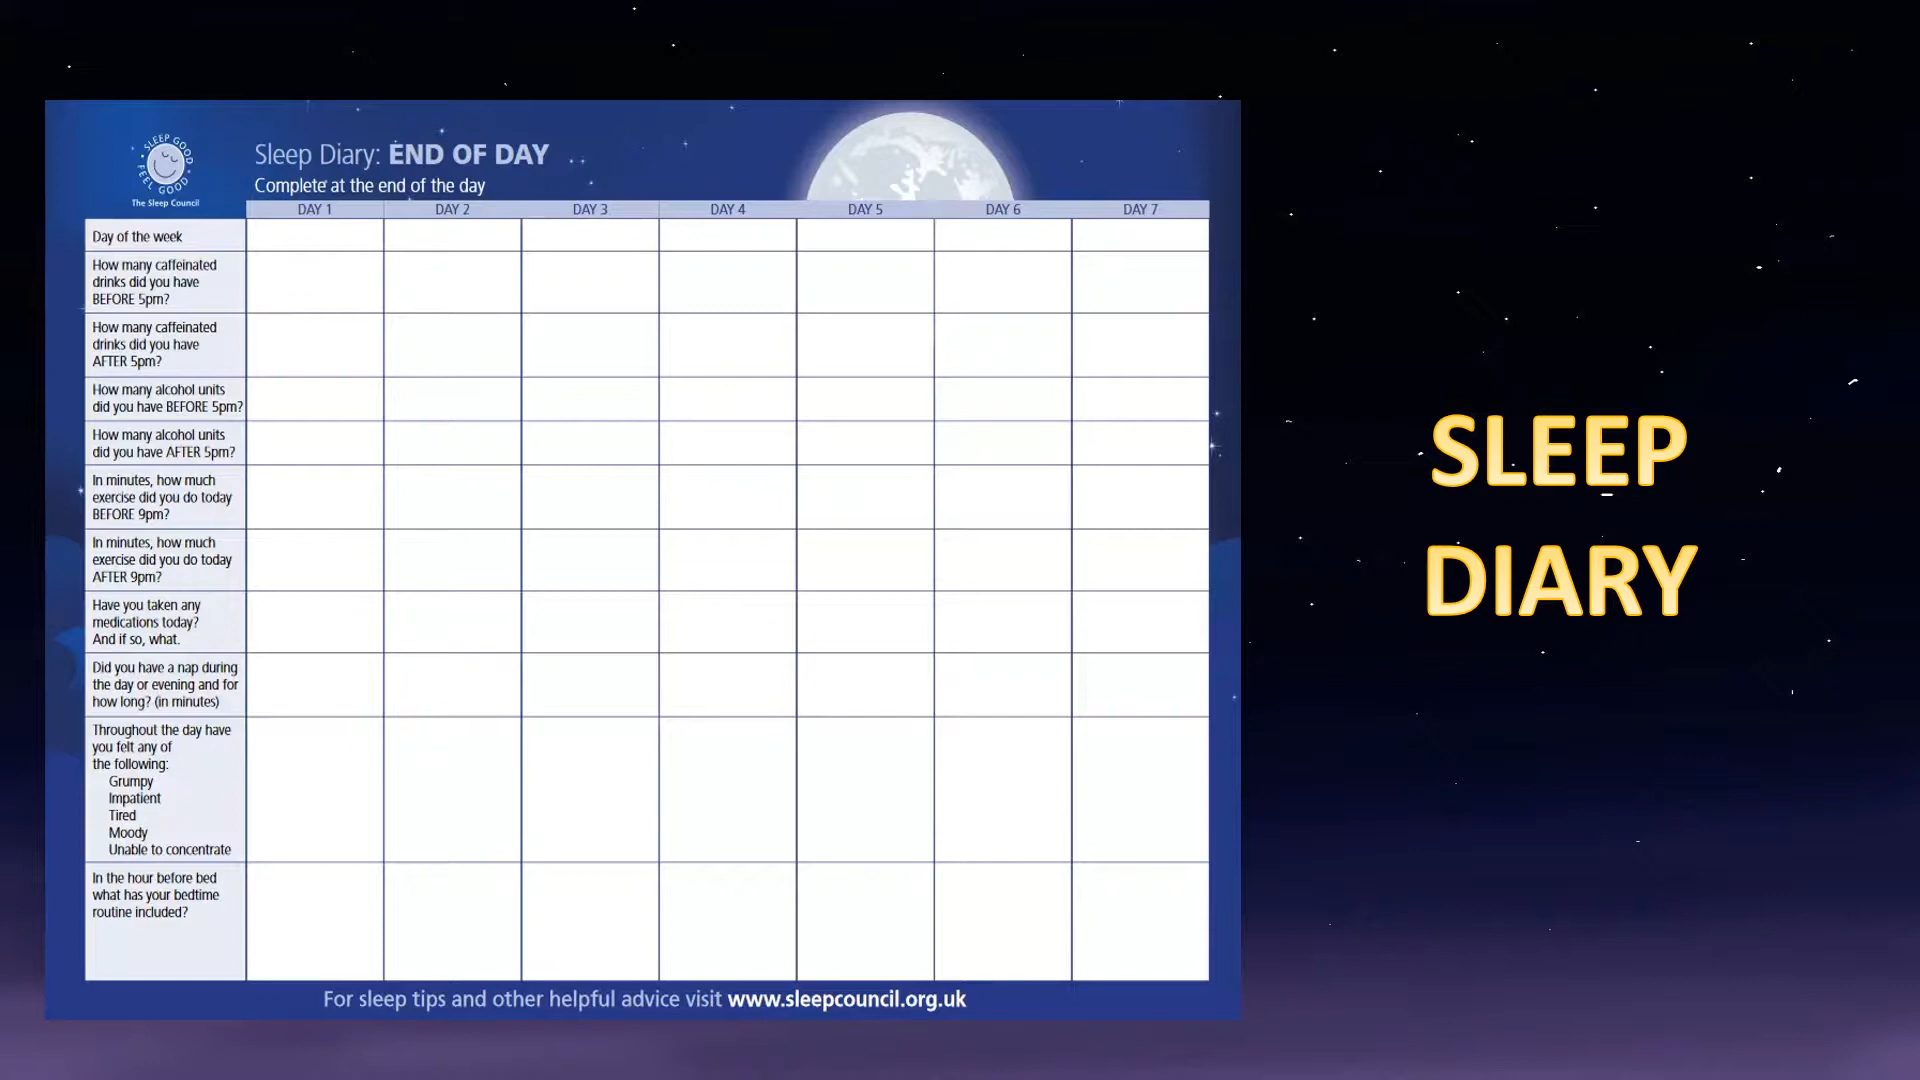 SLEEP GOOD
FEEL GOOD
The Sleep Council
Sleep Diary: END OF DAY
Complete at the end of the day
DAY 1 DAY 2 DAY 3 DAY 4 DAY 5 DAY 6 DAY 7
Day of the week
How many caffeinated
drinks did you have
BEFORE 5pm?
How many caffeinated
drinks did you have
AFTER 5pm?
How many alcohol units
did you have BEFORE 5pm?
How many alcohol units
did you have AFTER 5pm?
In minutes, how much
exercise did you do today
BEFORE 9pm?
In minutes, how much
exercise did you do today
AFTER 9pm?
Have you taken any
medications today?
And if so, what.
Did you have a nap during
the day or evening and for
how long? (in minutes)
Throughout the day have
you felt any of
the following:
Grumpy
Impatient
Tired
Moody
Unable to concentrate
In the hour before bed
what has your bedtime
routine included?
For sleep tips and other helpful advice visit www.sleepcouncil.org.uk
SLEEP
DIARY